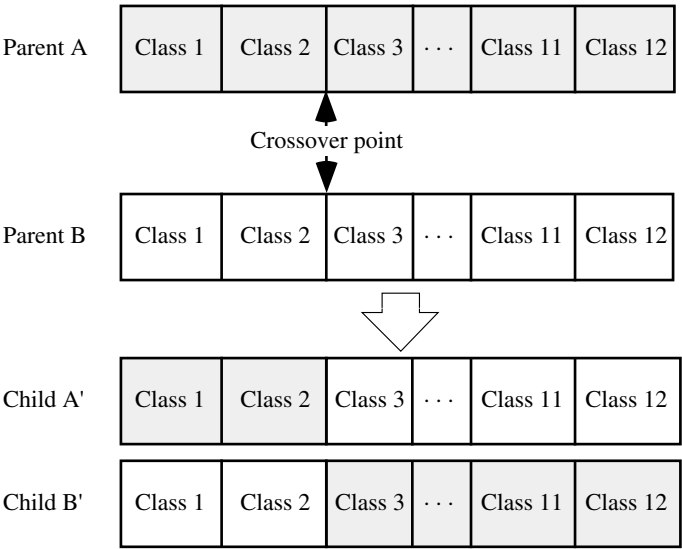 Parent A Class 1 Class 2 Class 3 · · · Class 11 Class 12
Crossover point
Parent B Class 1 Class 2 Class 3 · · · Class 11 Class 12
Child A' Class 1 Class 2 Class 3 · · · Class 11 Class 12
Child B' Class 1 Class 2 Class 3 · · · Class 11 Class 12